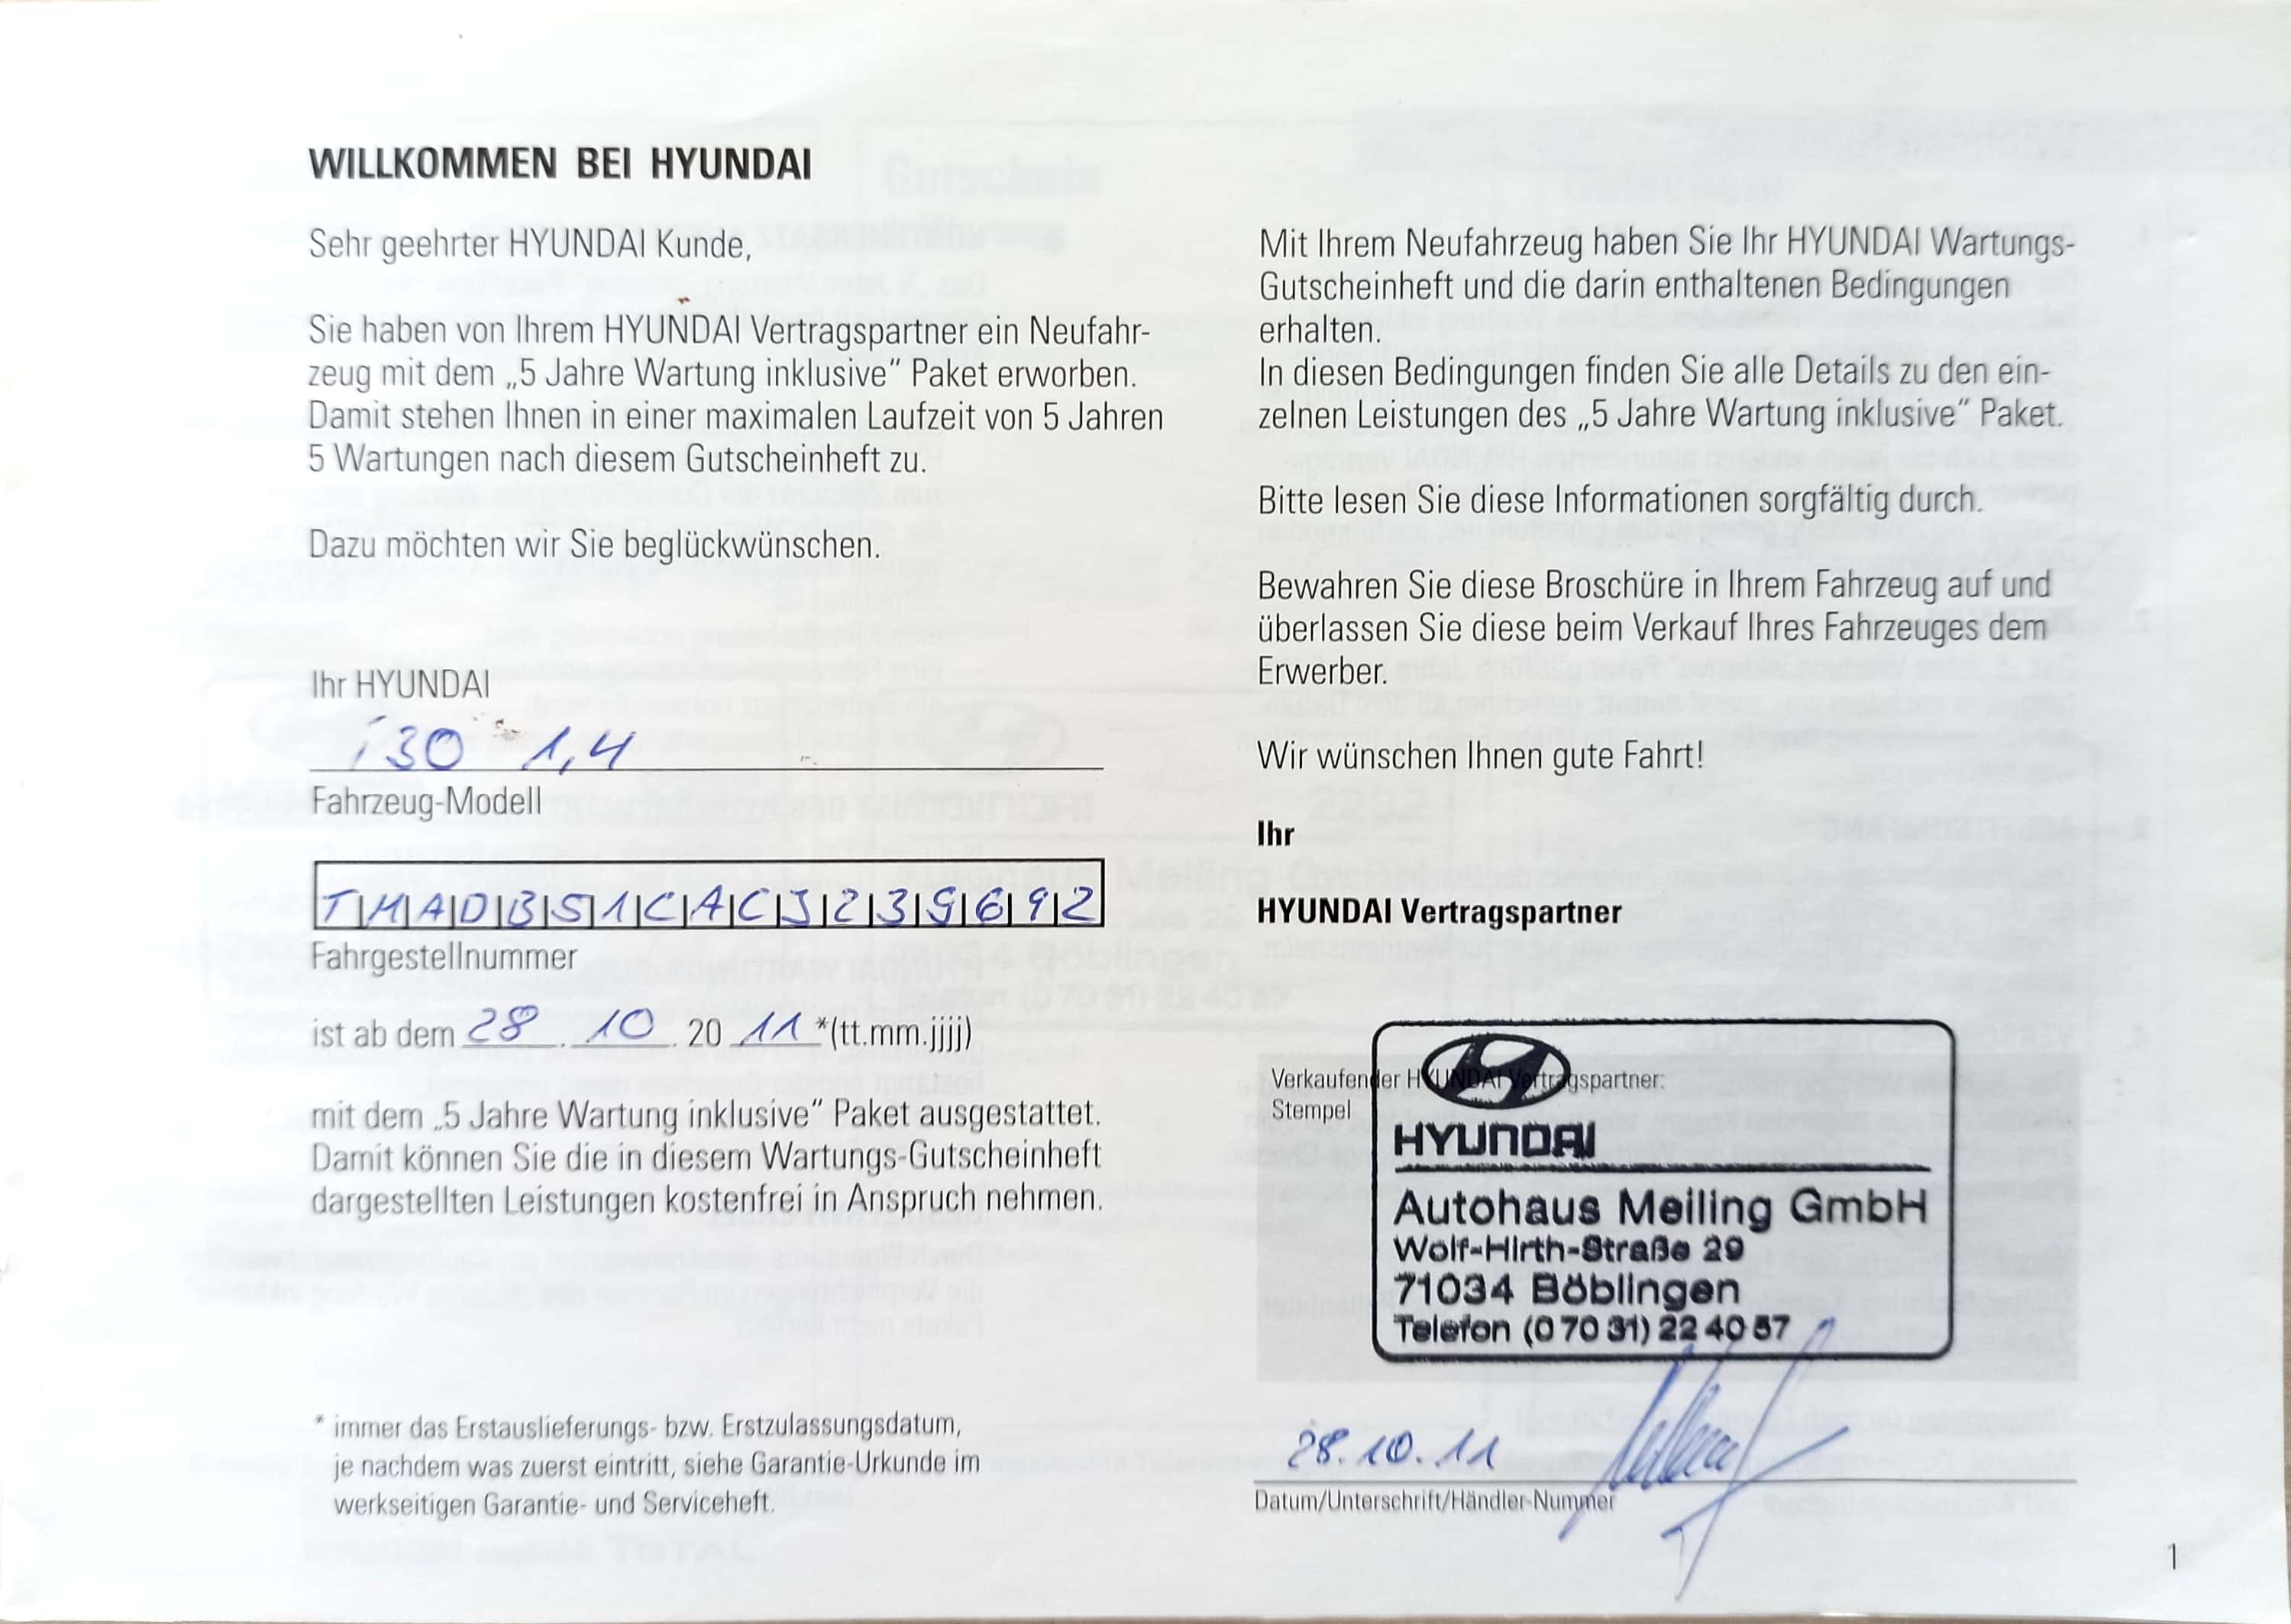 WILLKOMMEN BEI HYUNDAI
Sehr geehrter HYUNDAI Kunde,
Sie haben von Ihrem HYUNDAI Vertragspartner ein Neufahr-
zeug mit dem „5 Jahre Wartung inklusive“ Paket erworben.
Damit stehen Ihnen in einer maximalen Laufzeit von 5 Jahren
5 Wartungen nach diesem Gutscheinheft zu.
Dazu möchten wir Sie beglückwünschen.
Ihr HYUNDAI
i30 1,4
Fahrzeug-Modell
TMADB51CACJ239692
Fahrgestellnummer
ist ab dem 28. 10. 20 11 *(tt.mm.jjjj)
mit dem „5 Jahre Wartung inklusive“ Paket ausgestattet.
Damit können Sie die in diesem Wartungs-Gutscheinheft
dargestellten Leistungen kostenfrei in Anspruch nehmen.
* immer das Erstauslieferungs- bzw. Erstzulassungsdatum,
je nachdem was zuerst eintritt, siehe Garantie-Urkunde im
werkseitigen Garantie- und Serviceheft.
Mit Ihrem Neufahrzeug haben Sie Ihr HYUNDAI Wartungs-
Gutscheinheft und die darin enthaltenen Bedingungen
erhalten.
In diesen Bedingungen finden Sie alle Details zu den ein-
zelnen Leistungen des „5 Jahre Wartung inklusive“ Paket.
Bitte lesen Sie diese Informationen sorgfältig durch.
Bewahren Sie diese Broschüre in Ihrem Fahrzeug auf und
überlassen Sie diese beim Verkauf Ihres Fahrzeuges dem
Erwerber.
Wir wünschen Ihnen gute Fahrt!
Ihr
HYUNDAI Vertragspartner
Verkaufender HYUNDAI Vertragspartner:
Stempel
HYUNDAI
Autohaus Meiling GmbH
Wolf-Hirth-Straße 29
71034 Böblingen
Telefon (0 70 31) 22 40 57
28.10.11
Datum/Unterschrift/Händler-Nummer
1